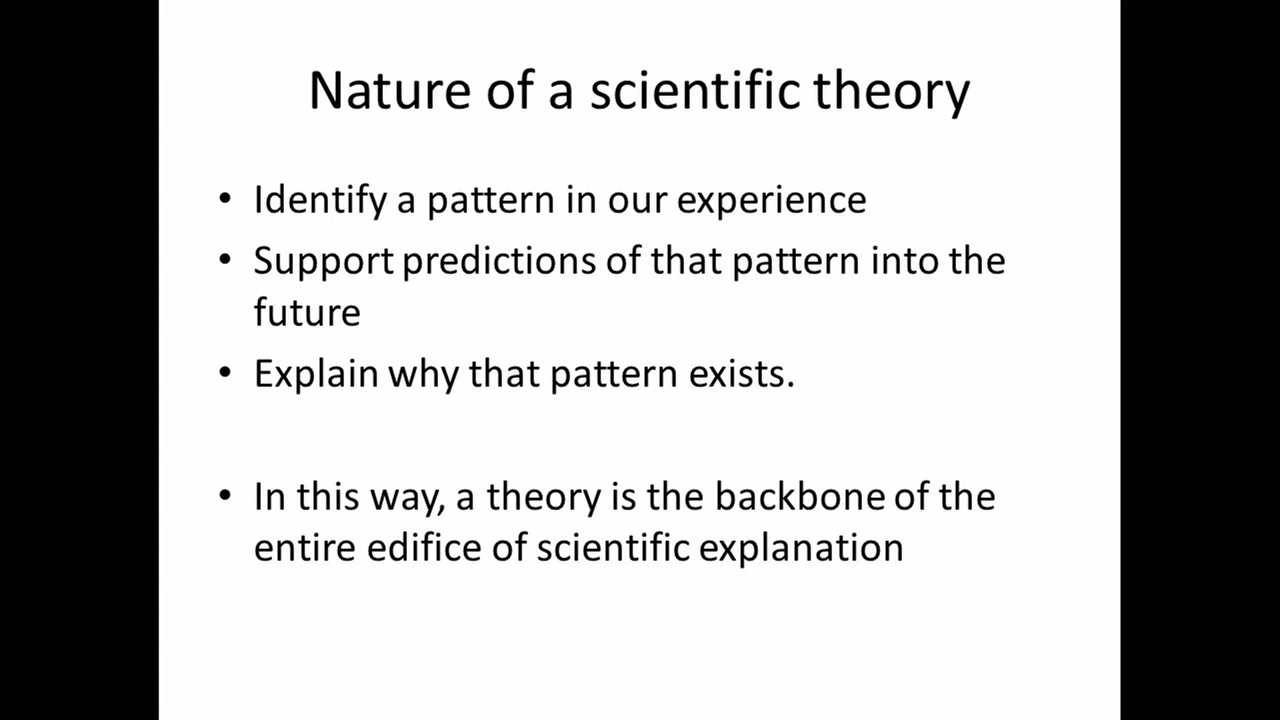 Nature of a scientific theory
• Identify a pattern in our experience
• Support predictions of that pattern into the
future
• Explain why that pattern exists.
• In this way, a theory is the backbone of the
entire edifice of scientific explanation